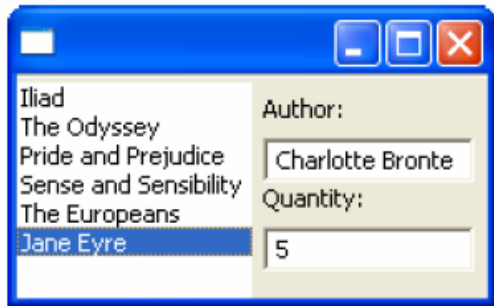 Iliad
The Odyssey
Pride and Prejudice
Sense and Sensibility
The Europeans
Jane Eyre
Author:
Charlotte Bronte
Quantity:
5